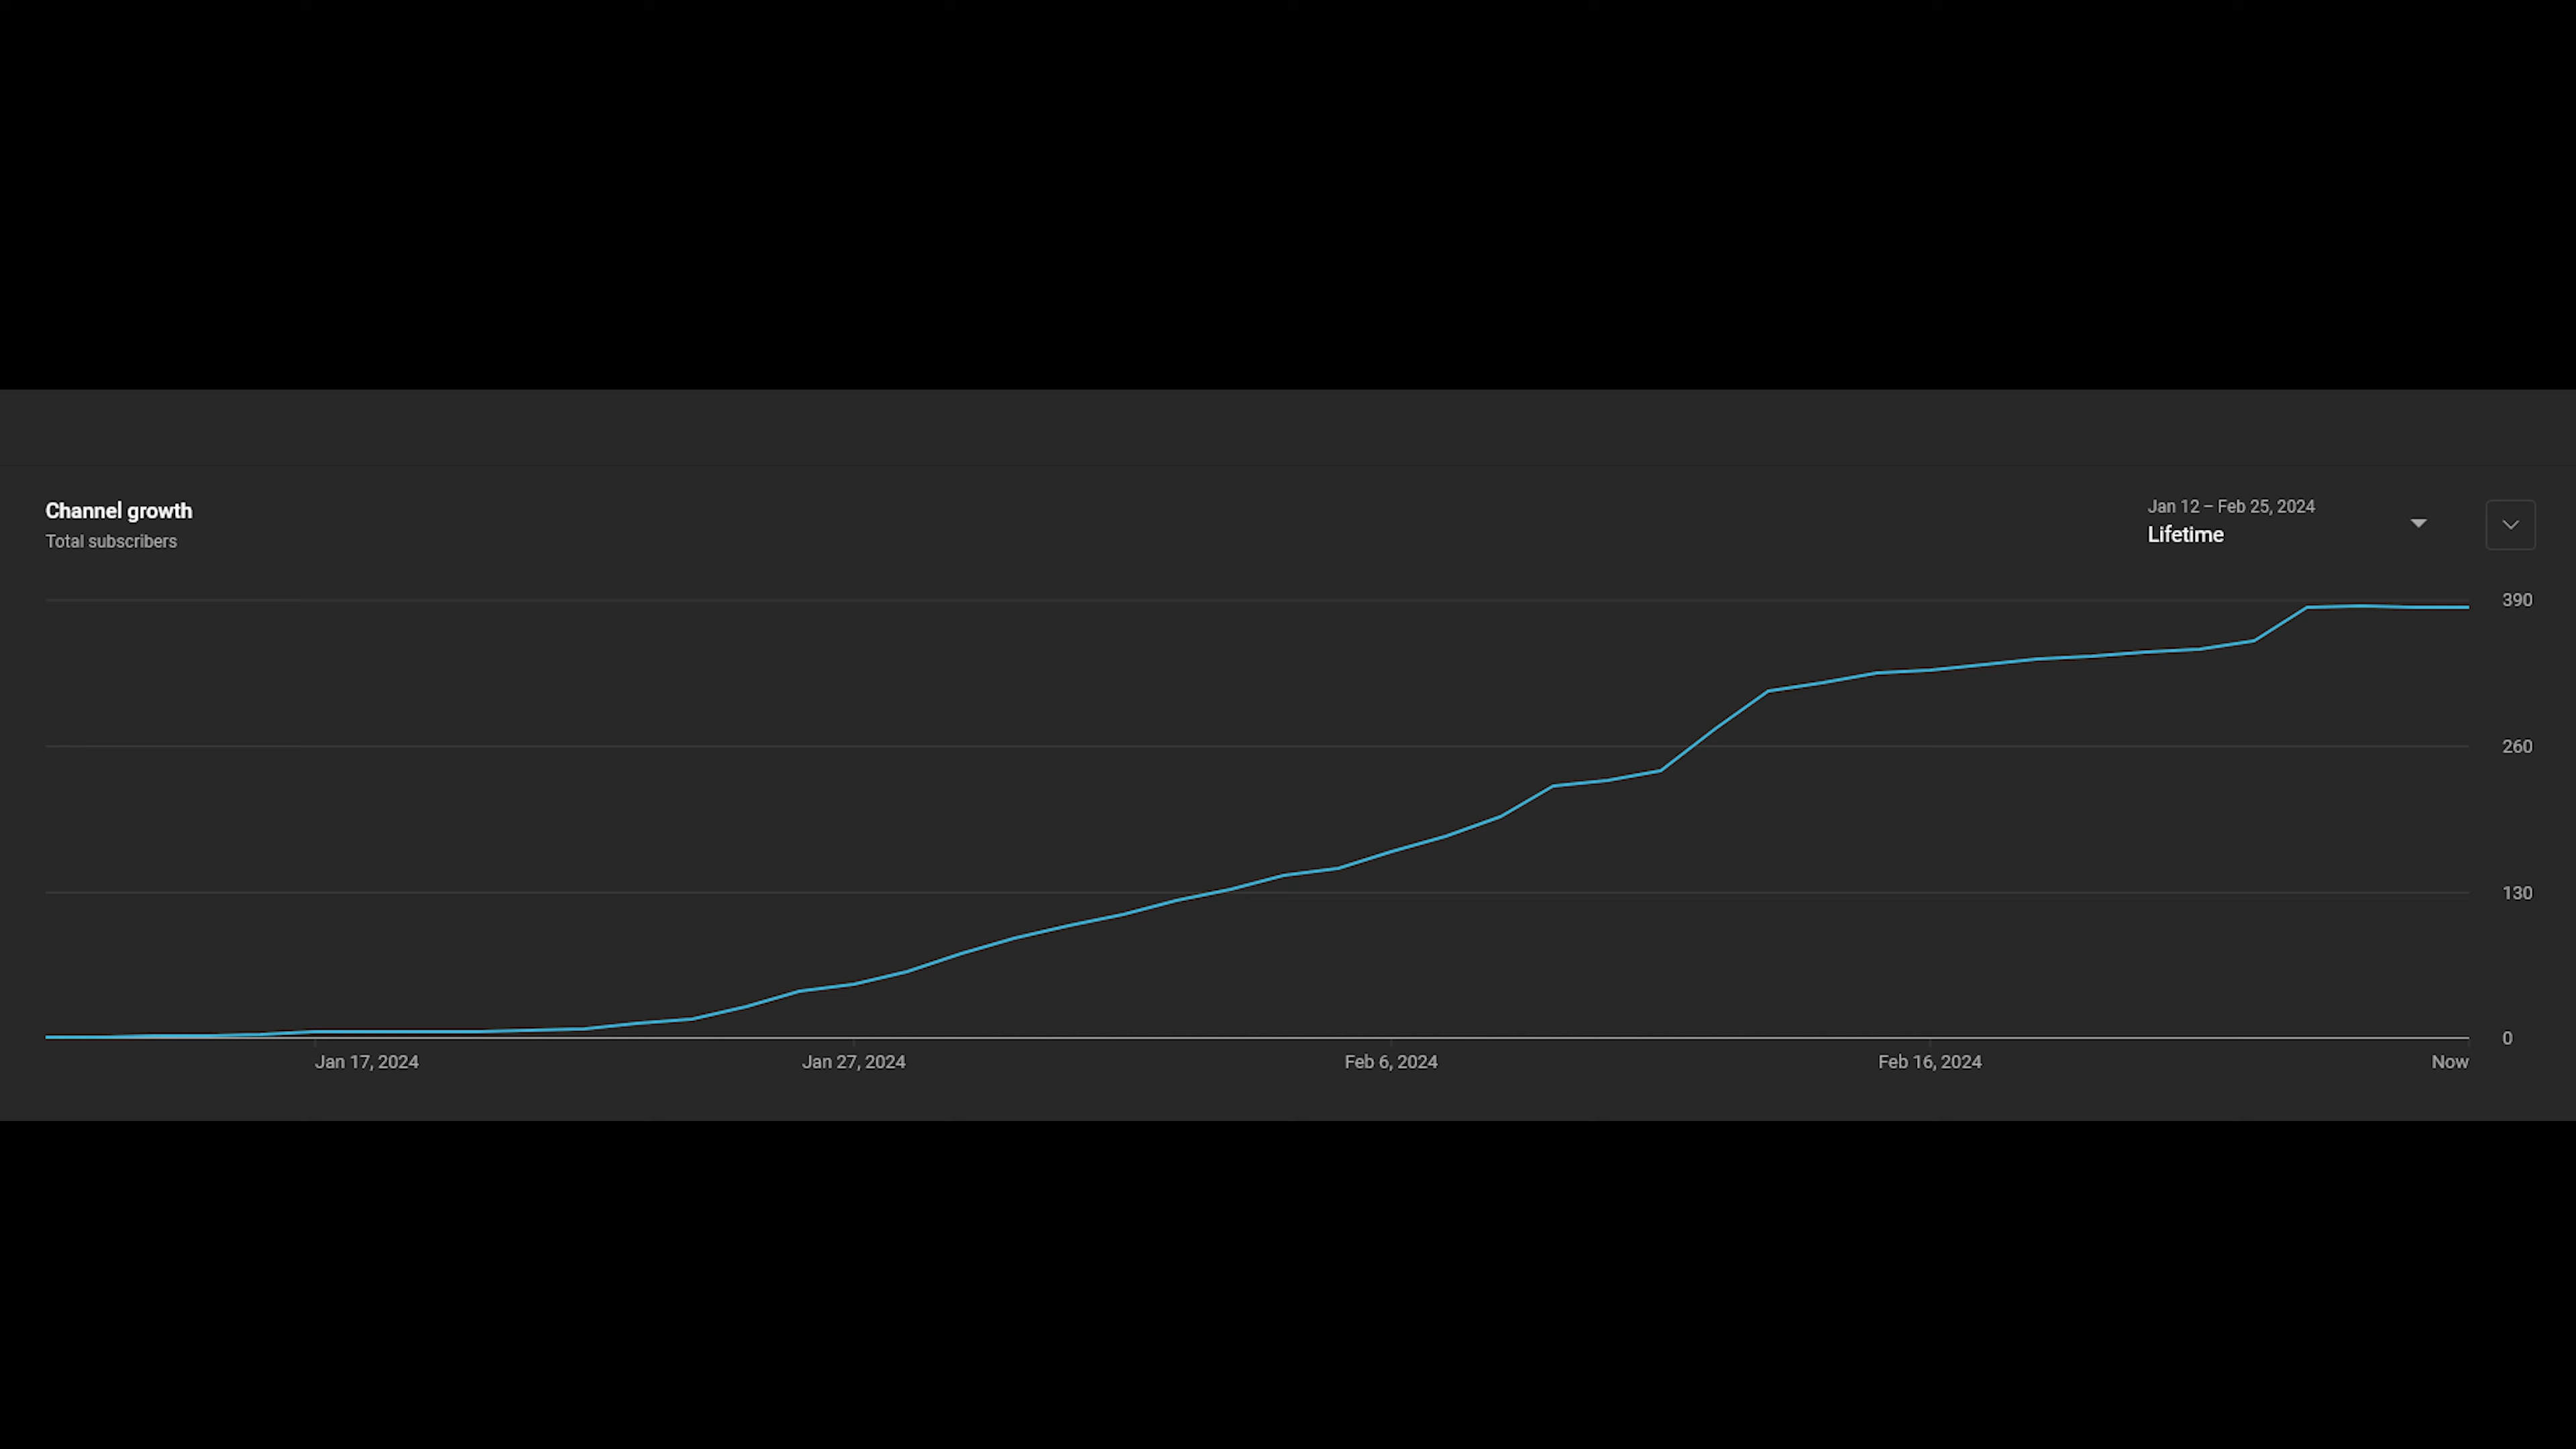 Channel growth
Total subscribers
Jan 12 – Feb 25, 2024
Lifetime
390
260
130
0
Jan 17, 2024
Jan 27, 2024
Feb 6, 2024
Feb 16, 2024
Now